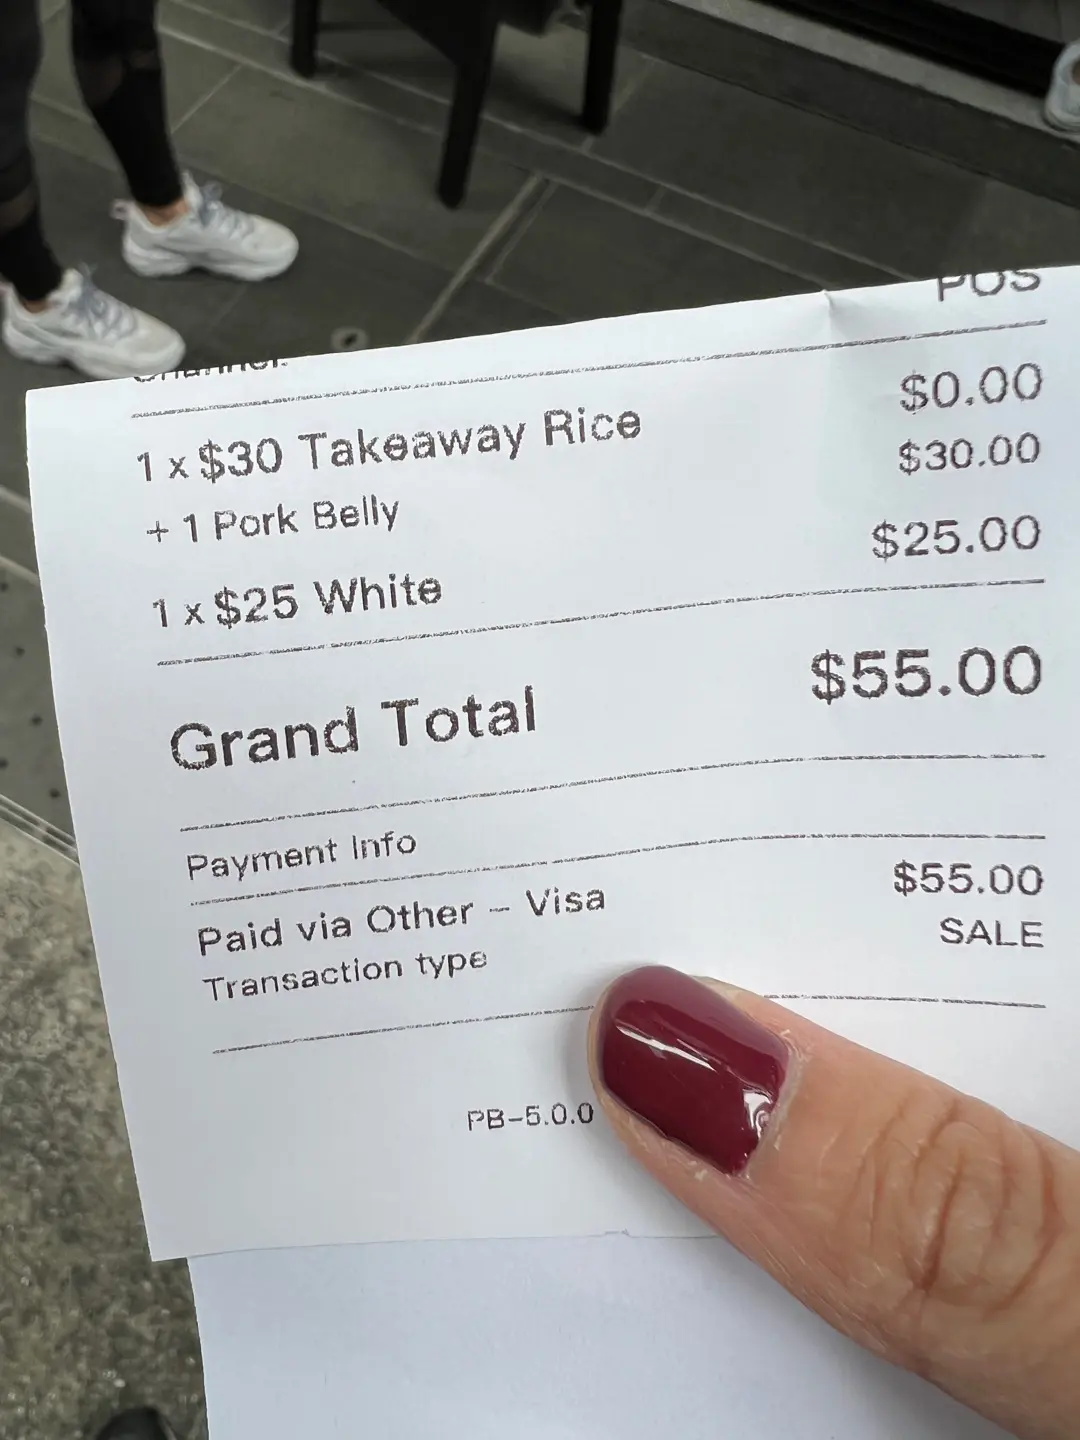 Channel: POS
1 x $30 Takeaway Rice $0.00
+ 1 Pork Belly $30.00
1 x $25 White $25.00
Grand Total $55.00
Payment Info
Paid via Other - Visa $55.00
Transaction type SALE
PB-5.0.0